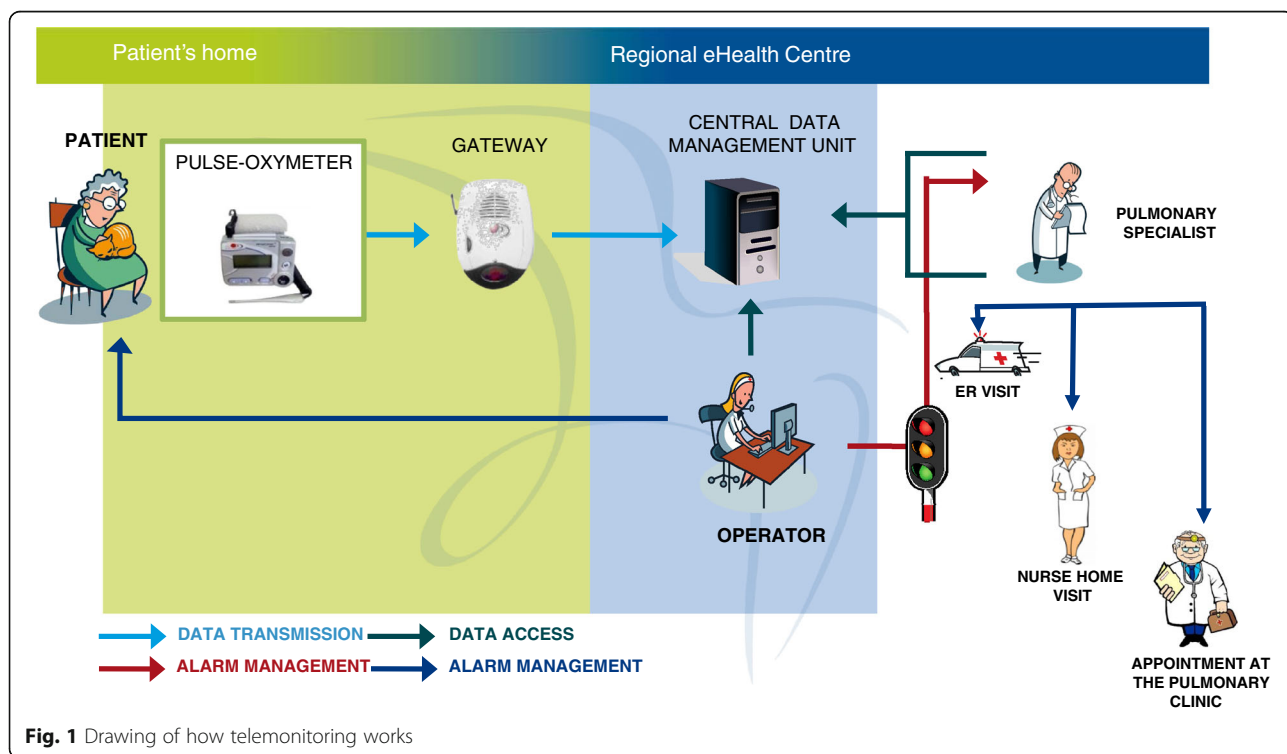 Patient's home
Regional eHealth Centre
PATIENT
PULSE-OXYMETER
GATEWAY
CENTRAL DATA
MANAGEMENT UNIT
PULMONARY
SPECIALIST
ER VISIT
OPERATOR
NURSE HOME
VISIT
APPOINTMENT AT
THE PULMONARY
CLINIC
DATA TRANSMISSION
DATA ACCESS
ALARM MANAGEMENT
ALARM MANAGEMENT
Fig. 1 Drawing of how telemonitoring works